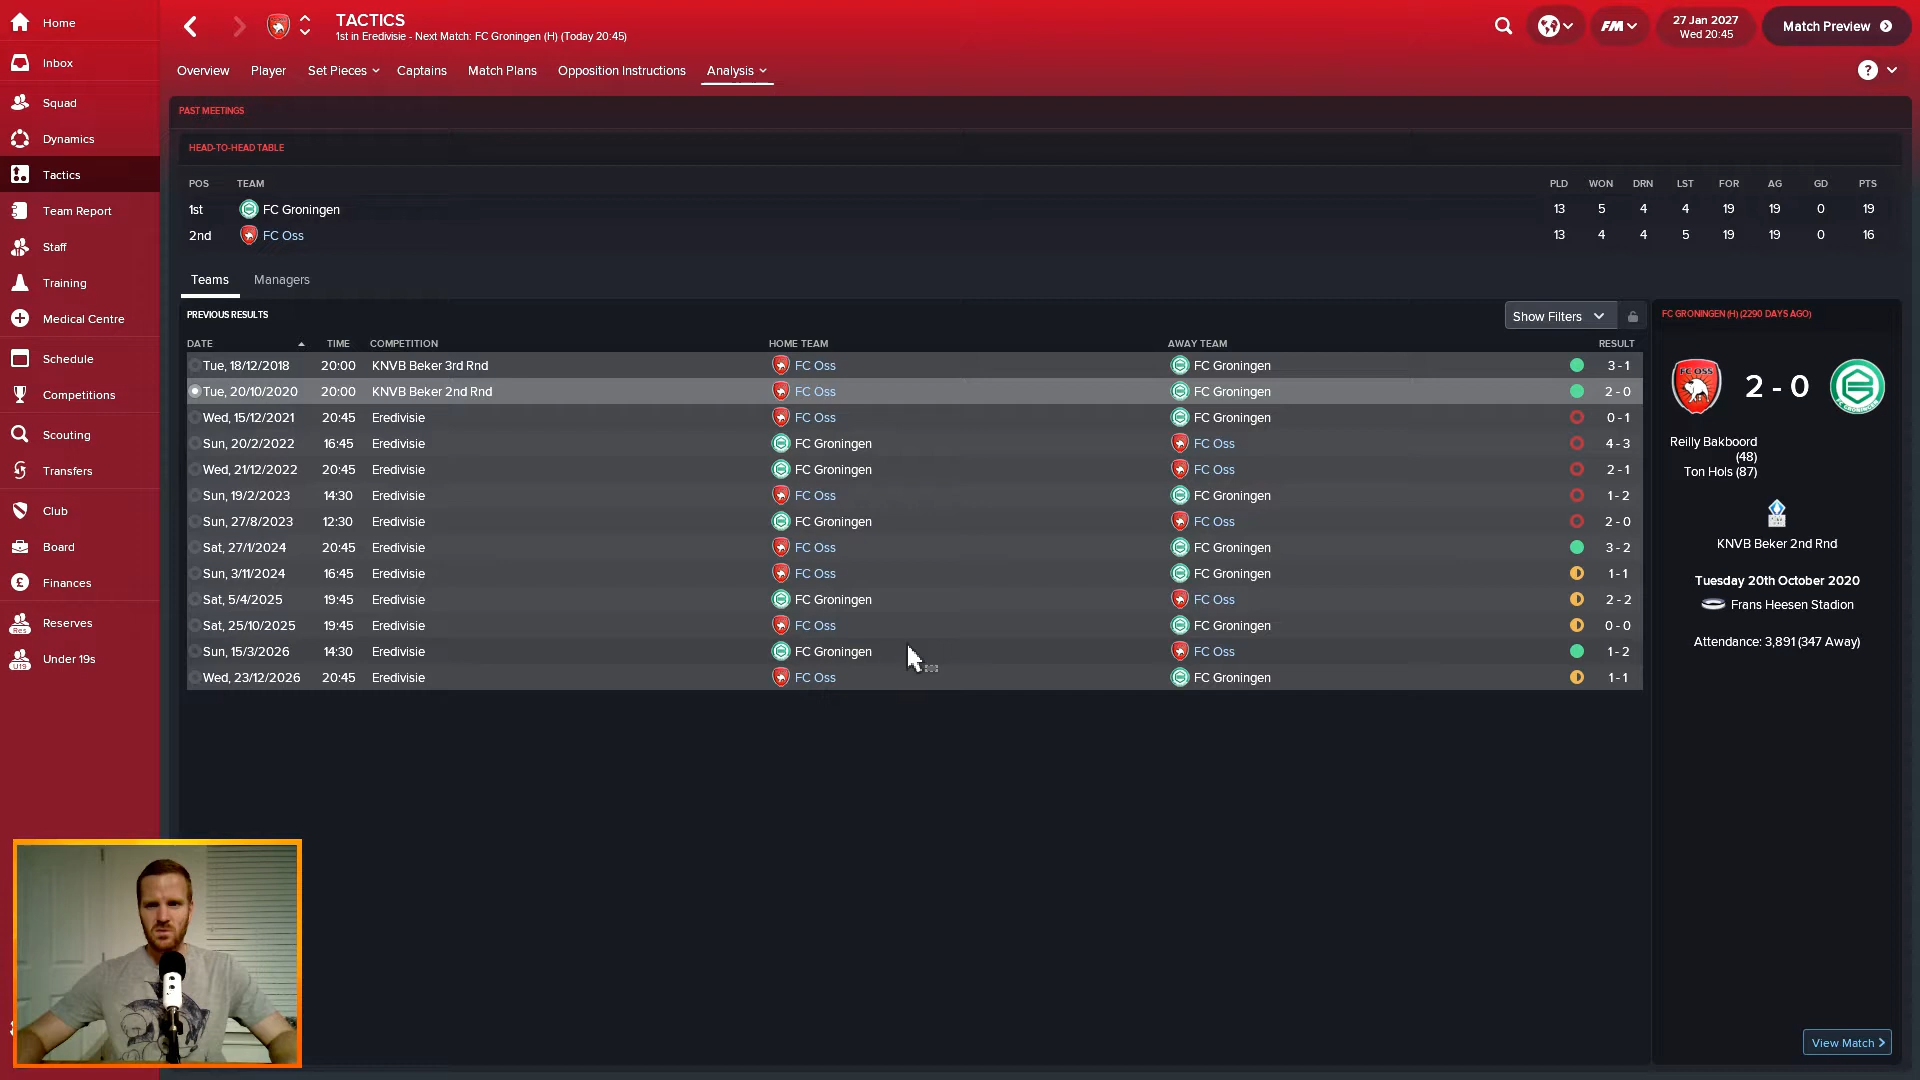 Home
Inbox
Squad
Dynamics
Tactics
Team Report
Staff
Training
Medical Centre
Schedule
Competitions
Scouting
Transfers
Club
Board
Finances
Reserves
Under 19s
TACTICS
1st in Eredivisie - Next Match: FC Groningen (H) (Today 20:45)
FM
27 Jan 2027
Wed 20:45
Match Preview
Overview Player Set Pieces Captains Match Plans Opposition Instructions Analysis
PAST MEETINGS
HEAD-TO-HEAD TABLE
POS TEAM PLD WON DRN LST FOR AG GD PTS
1st FC Groningen 13 5 4 4 19 19 0 19
2nd FC Oss 13 4 4 5 19 19 0 16
Teams Managers
PREVIOUS RESULTS
Show Filters
DATE TIME COMPETITION HOME TEAM AWAY TEAM RESULT
Tue, 18/12/2018 20:00 KNVB Beker 3rd Rnd FC Oss FC Groningen 3 - 1
Tue, 20/10/2020 20:00 KNVB Beker 2nd Rnd FC Oss FC Groningen 2 - 0
Wed, 15/12/2021 20:45 Eredivisie FC Oss FC Groningen 0 - 1
Sun, 20/2/2022 16:45 Eredivisie FC Groningen FC Oss 4 - 3
Wed, 21/12/2022 20:45 Eredivisie FC Groningen FC Oss 2 - 1
Sun, 19/2/2023 14:30 Eredivisie FC Oss FC Groningen 1 - 2
Sun, 27/8/2023 12:30 Eredivisie FC Groningen FC Oss 2 - 0
Sat, 27/1/2024 20:45 Eredivisie FC Oss FC Groningen 3 - 2
Sun, 3/11/2024 16:45 Eredivisie FC Oss FC Groningen 1 - 1
Sat, 5/4/2025 19:45 Eredivisie FC Groningen FC Oss 2 - 2
Sat, 25/10/2025 19:45 Eredivisie FC Oss FC Groningen 0 - 0
Sun, 15/3/2026 14:30 Eredivisie FC Groningen FC Oss 1 - 2
Wed, 23/12/2026 20:45 Eredivisie FC Oss FC Groningen 1 - 1
FC GRONINGEN (H) (2290 DAYS AGO)
FC OSS
2 - 0
Reilly Bakboord
(48)
Ton Hols (87)
KNVB Beker 2nd Rnd
Tuesday 20th October 2020
Frans Heesen Stadion
Attendance: 3,891 (347 Away)
View Match